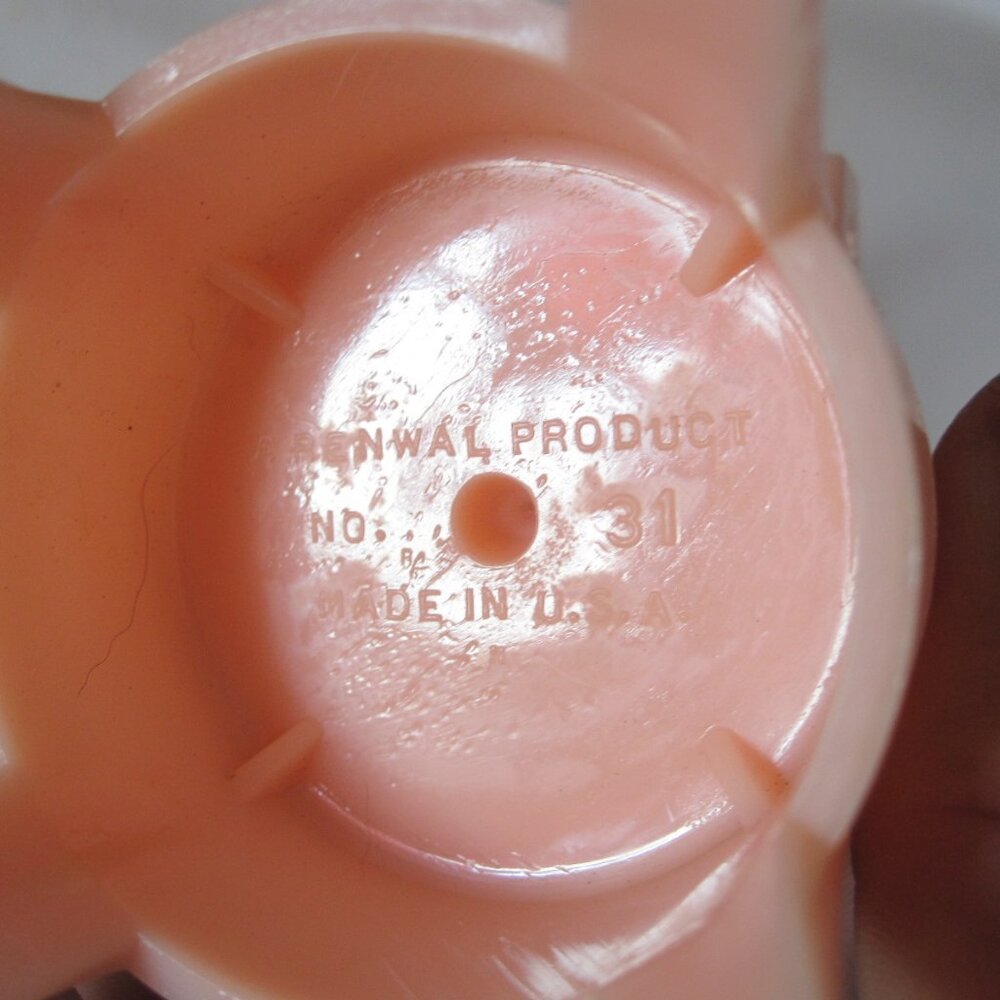 A RENWAL PRODUCT
NO. 31
MADE IN U.S.A.